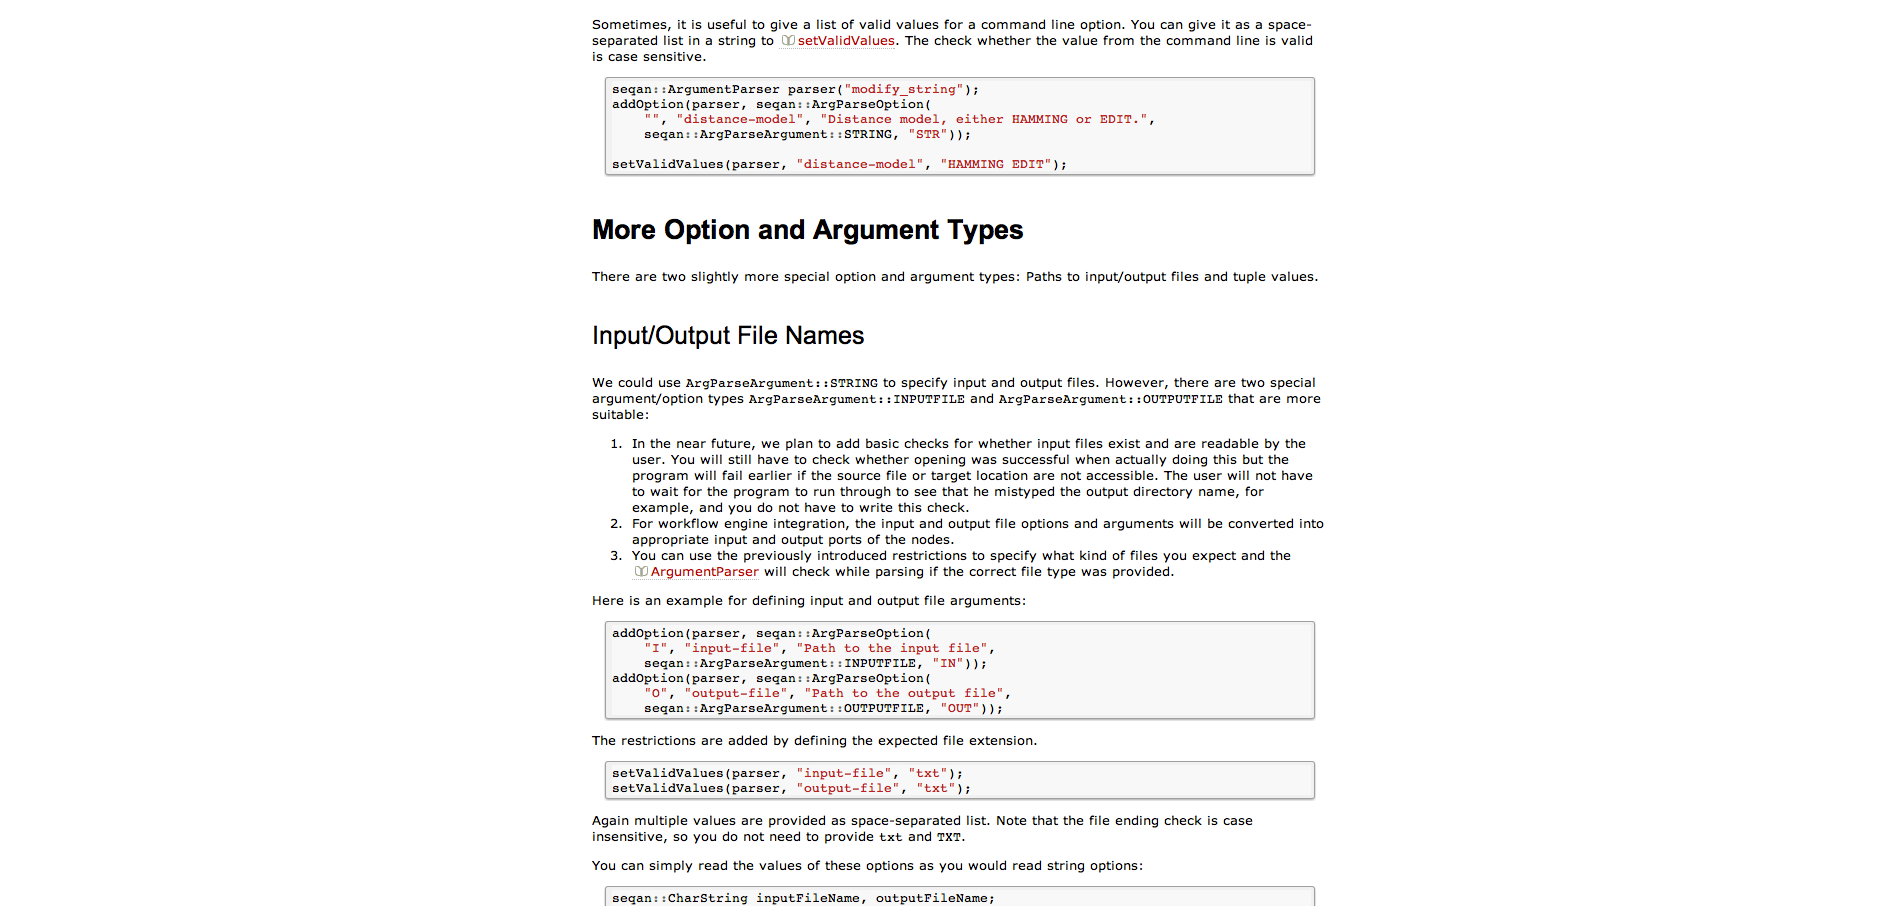 Sometimes, it is useful to give a list of valid values for a command line option. You can give it as a space-
separated list in a string to setValidValues. The check whether the value from the command line is valid
is case sensitive.
seqan::ArgumentParser parser("modify_string");
addOption(parser, seqan::ArgParseOption(
    "", "distance-model", "Distance model, either HAMMING or EDIT.",
    seqan::ArgParseArgument::STRING, "STR"));
setValidValues(parser, "distance-model", "HAMMING EDIT");
More Option and Argument Types
There are two slightly more special option and argument types: Paths to input/output files and tuple values.
Input/Output File Names
We could use ArgParseArgument::STRING to specify input and output files. However, there are two special
argument/option types ArgParseArgument::INPUTFILE and ArgParseArgument::OUTPUTFILE that are more
suitable:
1. In the near future, we plan to add basic checks for whether input files exist and are readable by the
user. You will still have to check whether opening was successful when actually doing this but the
program will fail earlier if the source file or target location are not accessible. The user will not have
to wait for the program to run through to see that he mistyped the output directory name, for
example, and you do not have to write this check.
2. For workflow engine integration, the input and output file options and arguments will be converted into
appropriate input and output ports of the nodes.
3. You can use the previously introduced restrictions to specify what kind of files you expect and the
ArgumentParser will check while parsing if the correct file type was provided.
Here is an example for defining input and output file arguments:
addOption(parser, seqan::ArgParseOption(
    "I", "input-file", "Path to the input file",
    seqan::ArgParseArgument::INPUTFILE, "IN"));
addOption(parser, seqan::ArgParseOption(
    "O", "output-file", "Path to the output file",
    seqan::ArgParseArgument::OUTPUTFILE, "OUT"));
The restrictions are added by defining the expected file extension.
setValidValues(parser, "input-file", "txt");
setValidValues(parser, "output-file", "txt");
Again multiple values are provided as space-separated list. Note that the file ending check is case
insensitive, so you do not need to provide txt and TXT.
You can simply read the values of these options as you would read string options:
seqan::CharString inputFileName, outputFileName;